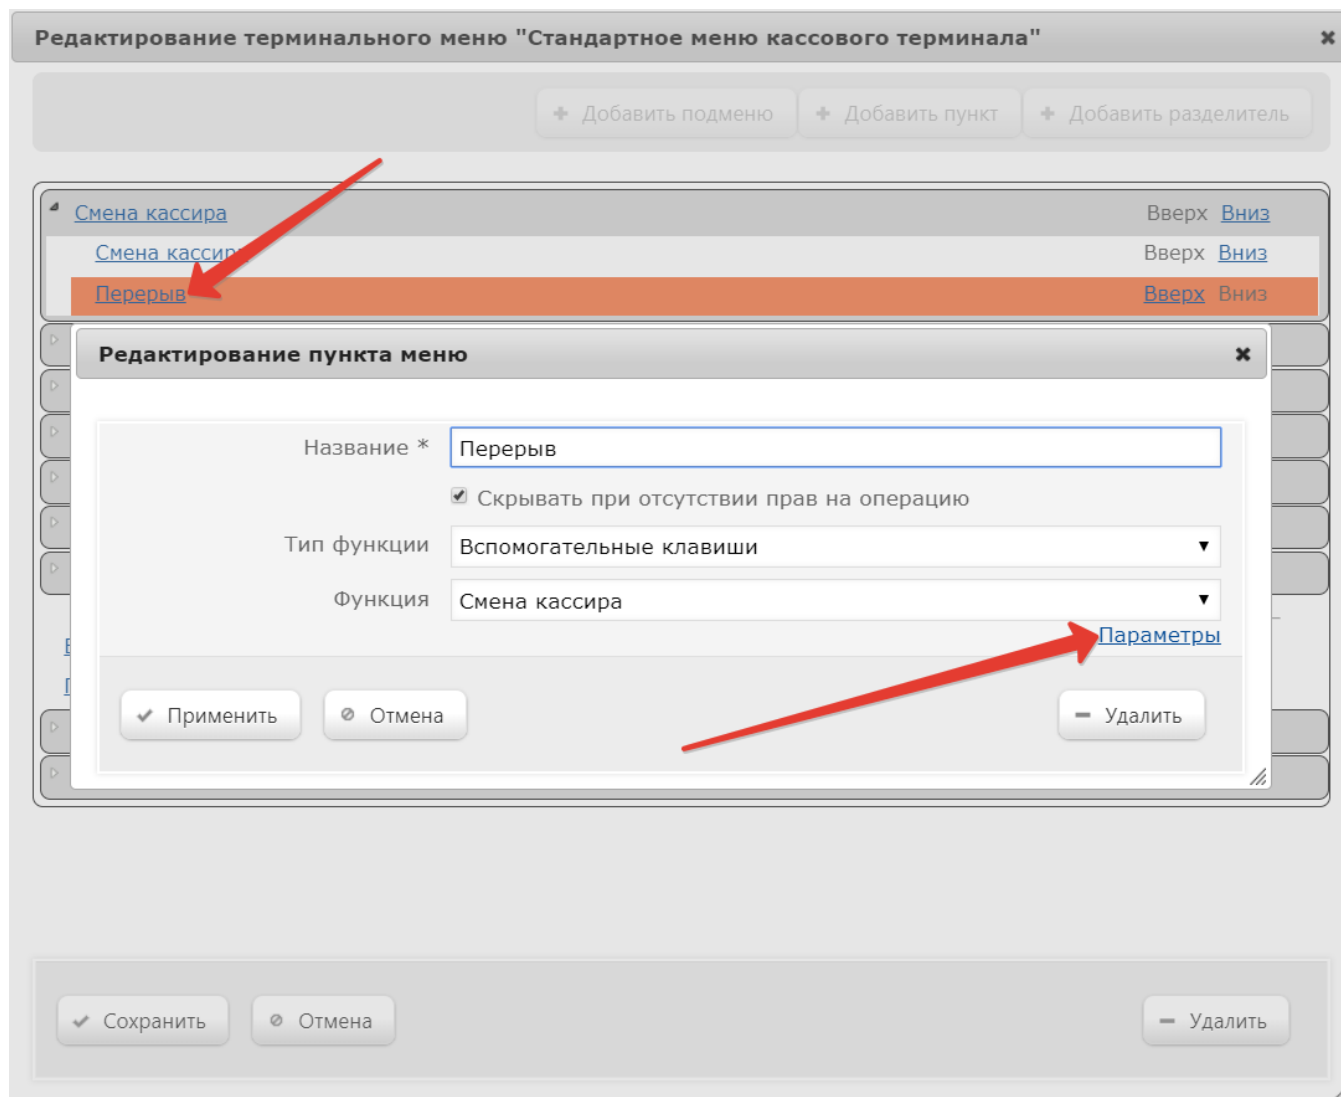 Редактирование терминального меню "Стандартное меню кассового терминала"
Добавить подменю Добавить пункт Добавить разделитель
Смена кассира Вверх Вниз
Смена кассира Вверх Вниз
Перерыв Вверх Вниз
Редактирование пункта меню
Название * Перерыв
Скрывать при отсутствии прав на операцию
Тип функции Вспомогательные клавиши
Функция Смена кассира
Параметры
Применить Отмена Удалить
Сохранить Отмена Удалить